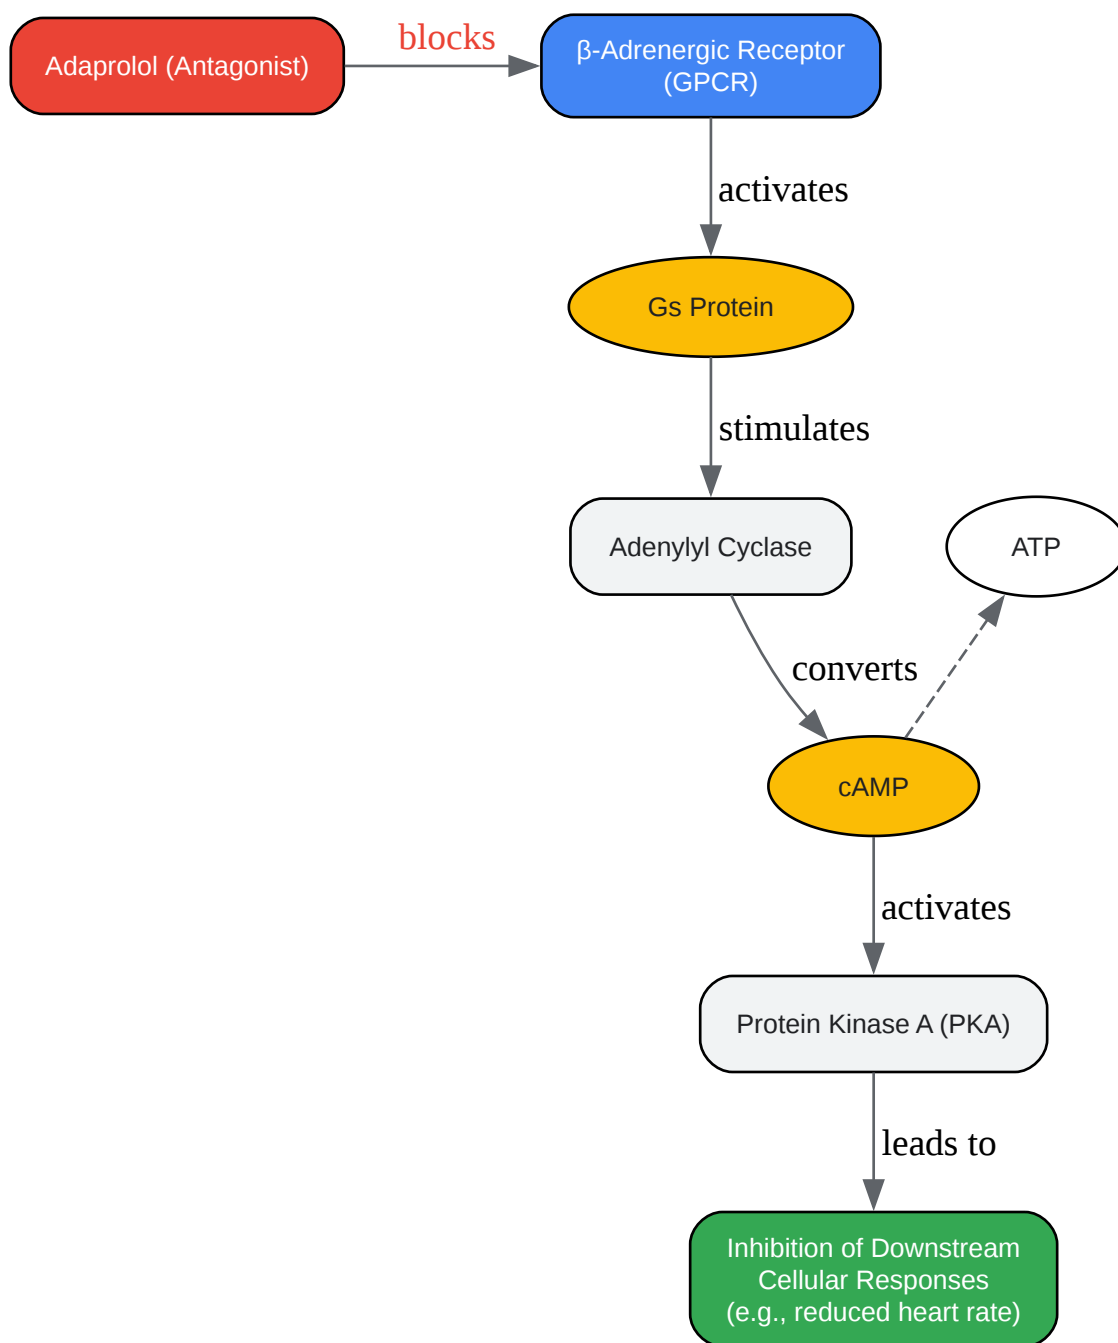 Adaprolol (Antagonist)
blocks
β-Adrenergic Receptor
(GPCR)
activates
Gs Protein
stimulates
Adenylyl Cyclase
ATP
converts
cAMP
activates
Protein Kinase A (PKA)
leads to
Inhibition of Downstream
Cellular Responses
(e.g., reduced heart rate)